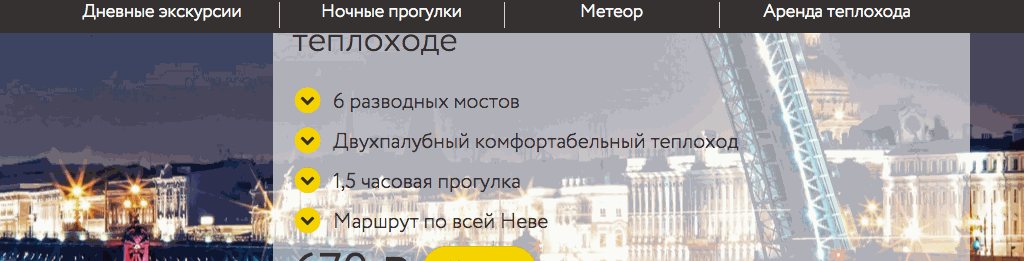 Дневные экскурсии
Ночные прогулки
Метеор
Аренда теплохода
теплоходе
6 разводных мостов
Двухпалубный комфортабельный теплоход
1,5 часовая прогулка
Маршрут по всей Неве